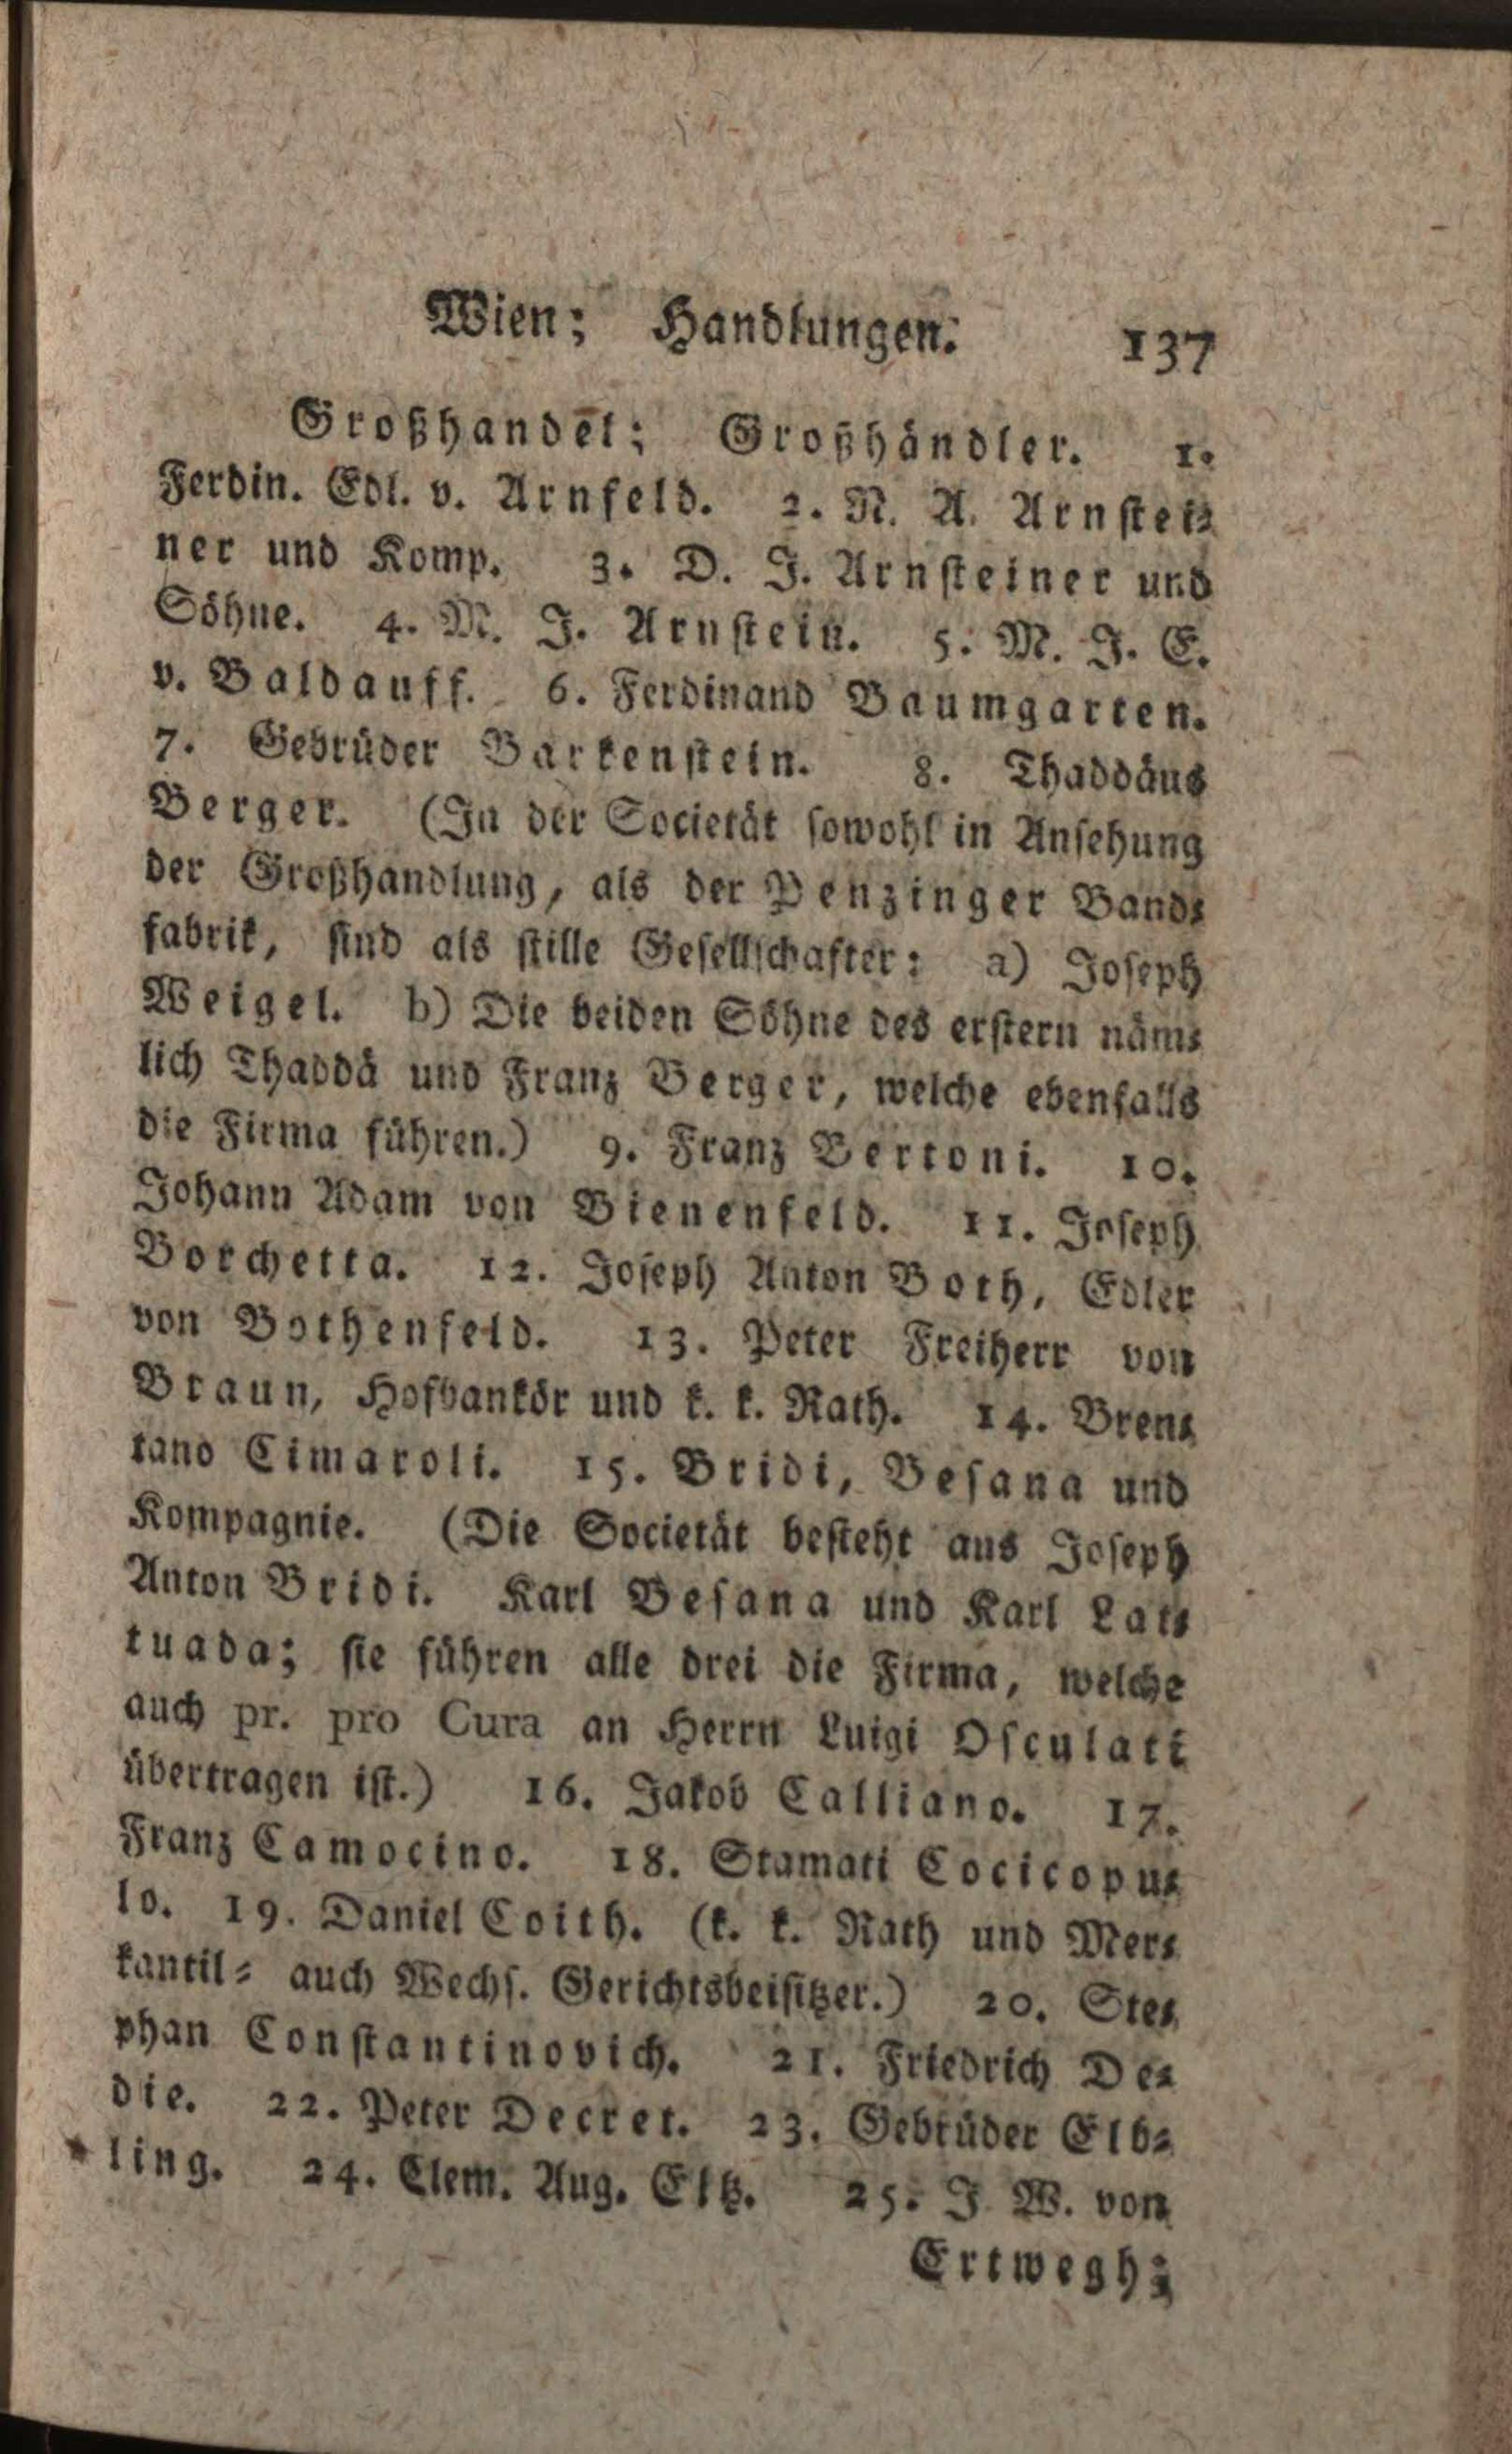 Wien; Handlungen. 137
Großhandel; Großhändler. 1.
Ferdin. Edl. v. Arnfeld. 2. N. A. Arnstei⸗
ner und Komp. 3. D. J. Arnsteiner und
Söhne. 4. M. J. Arnstein. 5. M. J. E.
v. Baldauff. 6. Ferdinand Baumgarten.
7. Gebrüder Barkenstein. 8. Thaddäus
Berger. (In der Societät sowohl in Ansehung
der Großhandlung, als der Penzinger Band⸗
fabrik, sind als stille Gesellschafter: a) Joseph
Weigel. b) Die beiden Söhne des erstern näm⸗
lich Thaddä und Franz Berger, welche ebenfalls
die Firma führen.) 9. Franz Bertoni. 10.
Johann Adam von Bienenfeld. 11. Joseph
Borchetta. 12. Joseph Anton Both, Edler
von Bothenfeld. 13. Peter Freiherr von
Braun, Hofbankör und k. k. Rath. 14. Bren⸗
tano Cimaroli. 15. Bridi, Besana und
Kompagnie. (Die Societät besteht aus Joseph
Anton Bridi. Karl Besana und Karl Lat⸗
tuada; sie führen alle drei die Firma, welche
auch pr. pro Cura an Herrn Luigi Osculati
übertragen ist.) 16. Jakob Calliano. 17.
Franz Camocino. 18. Stamati Cocicopu⸗
lo. 19. Daniel Coith. (k. k. Rath und Mer⸗
kantil⸗ auch Wechs. Gerichtsbeisitzer.) 20. Ste⸗
phan Constantinovich. 21. Friedrich De⸗
die. 22. Peter Decret. 23. Gebrüder Elb⸗
ling. 24. Clem. Aug. Eltz. 25. J W. von
Ertwegh;